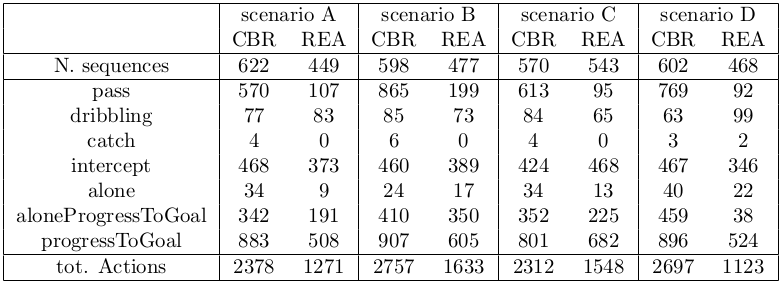 scenario A scenario B scenario C scenario D
CBR REA CBR REA CBR REA CBR REA
N. sequences 622 449 598 477 570 543 602 468
pass 570 107 865 199 613 95 769 92
dribbling 77 83 85 73 84 65 63 99
catch 4 0 6 0 4 0 3 2
intercept 468 373 460 389 424 468 467 346
alone 34 9 24 17 34 13 40 22
aloneProgressToGoal 342 191 410 350 352 225 459 38
progressToGoal 883 508 907 605 801 682 896 524
tot. Actions 2378 1271 2757 1633 2312 1548 2697 1123